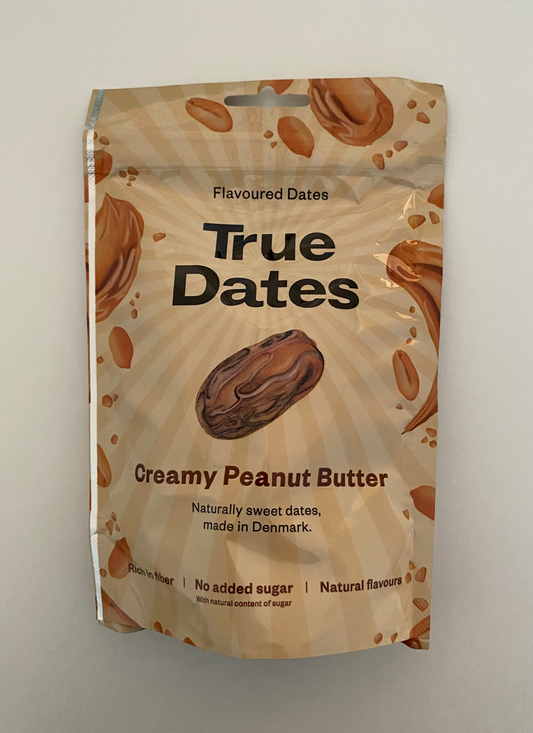 Flavoured Dates
True
Dates
Creamy Peanut Butter
Naturally sweet dates,
made in Denmark.
Rich in fiber | No added sugar | Natural flavours
With natural content of sugar